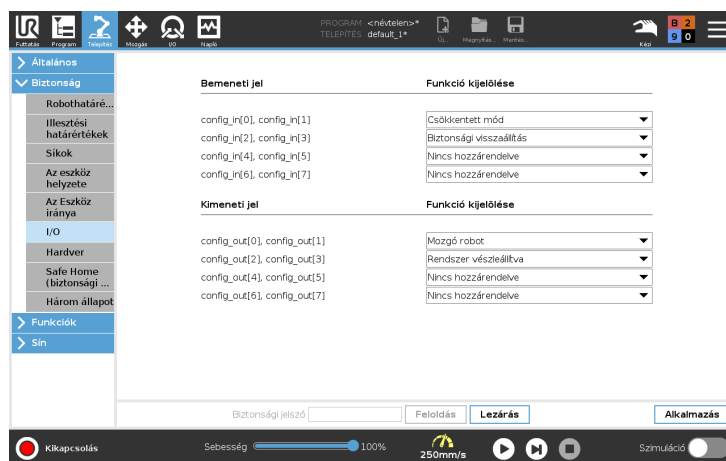 UR
PROGRAM <névtelen>*
TELEPÍTÉS default_1*
B 2
9 0
Futtatás Program Telepítés Mozgás I/O Napló Új... Megnyitás... Mentés... Kézi
Általános
Biztonság
Robothatáré...
Illesztési
határértékek
Síkok
Az eszköz
helyzete
Az Eszköz
iránya
I/O
Hardver
Safe Home
(biztonsági ...
Három állapot
Funkciók
Sín
Bemeneti jel Funkció kijelölése
config_in[0], config_in[1] Csökkentett mód
config_in[2], config_in[3] Biztonsági visszaállítás
config_in[4], config_in[5] Nincs hozzárendelve
config_in[6], config_in[7] Nincs hozzárendelve
Kimeneti jel Funkció kijelölése
config_out[0], config_out[1] Mozgó robot
config_out[2], config_out[3] Rendszer vészleállítva
config_out[4], config_out[5] Nincs hozzárendelve
config_out[6], config_out[7] Nincs hozzárendelve
Biztonsági jelszó Feloldás Lezárás Alkalmazás
Kikapcsolás Sebesség 100% 250mm/s Szimuláció